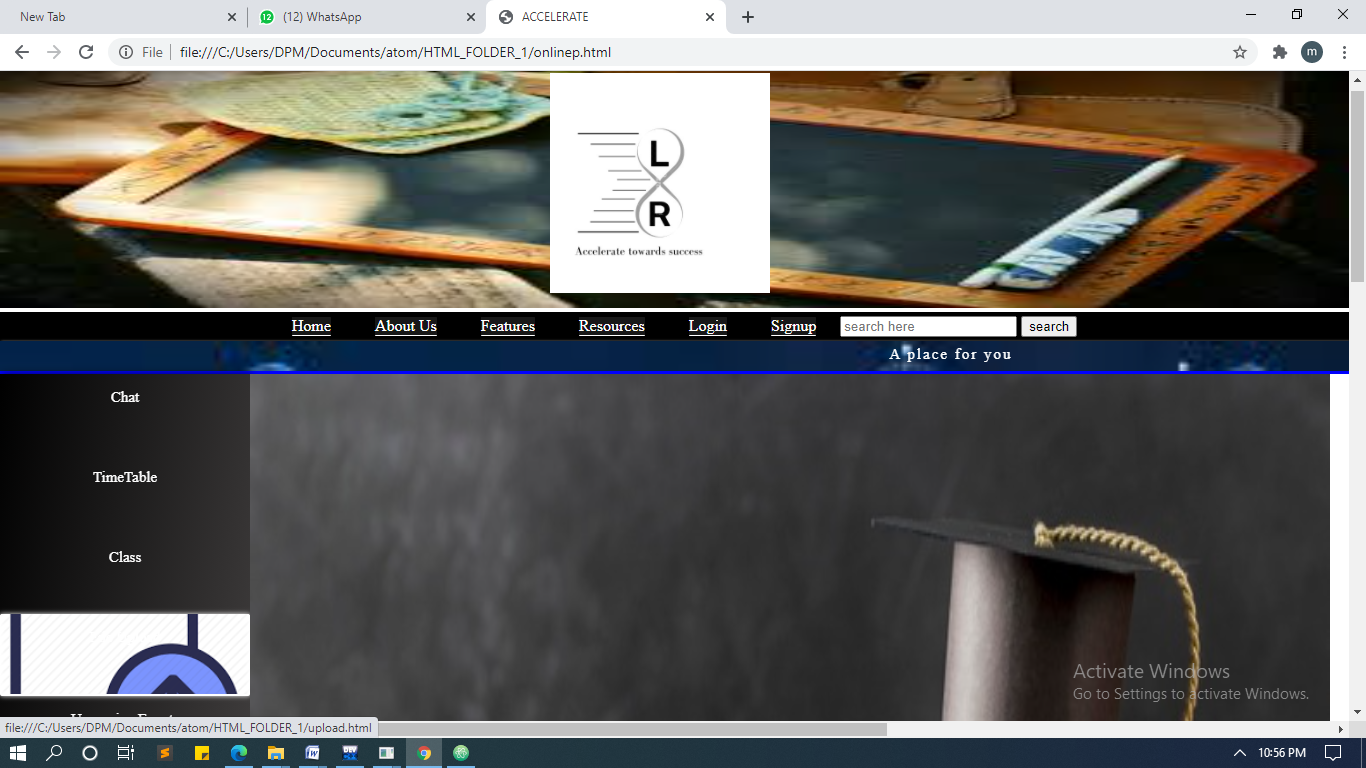 New Tab
12
(12) WhatsApp
ACCELERATE
File
file:///C:/Users/DPM/Documents/atom/HTML_FOLDER_1/onlinep.html
m
L
R
Accelerate towards success
Home About Us Features Resources Login Signup search here search
A place for you
Chat
TimeTable
Class
Activate Windows
Go to Settings to activate Windows.
file:///C:/Users/DPM/Documents/atom/HTML_FOLDER_1/upload.html
10:56 PM